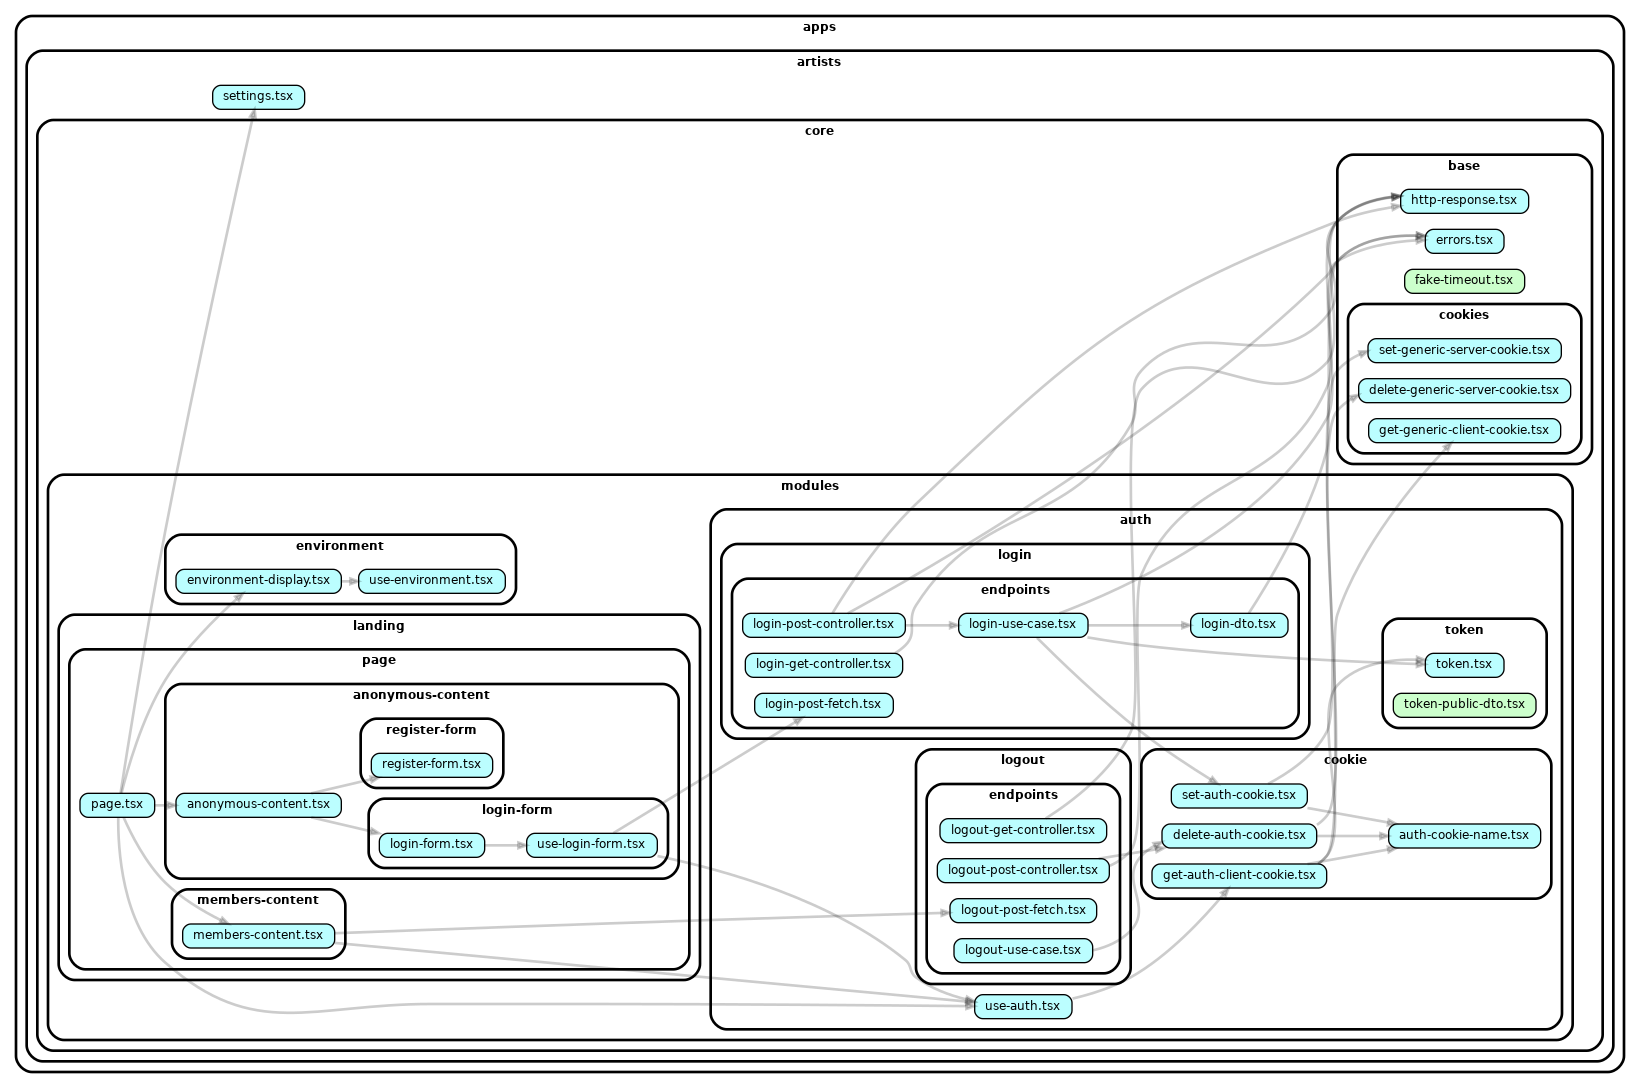 apps
artists
settings.tsx
core
base
http-response.tsx
errors.tsx
fake-timeout.tsx
cookies
set-generic-server-cookie.tsx
delete-generic-server-cookie.tsx
get-generic-client-cookie.tsx
modules
environment
environment-display.tsx
use-environment.tsx
landing
page
anonymous-content
register-form
register-form.tsx
page.tsx
anonymous-content.tsx
login-form
login-form.tsx
use-login-form.tsx
members-content
members-content.tsx
auth
login
endpoints
login-post-controller.tsx
login-use-case.tsx
login-dto.tsx
login-get-controller.tsx
login-post-fetch.tsx
token
token.tsx
token-public-dto.tsx
logout
endpoints
logout-get-controller.tsx
logout-post-controller.tsx
logout-post-fetch.tsx
logout-use-case.tsx
cookie
set-auth-cookie.tsx
delete-auth-cookie.tsx
auth-cookie-name.tsx
get-auth-client-cookie.tsx
use-auth.tsx